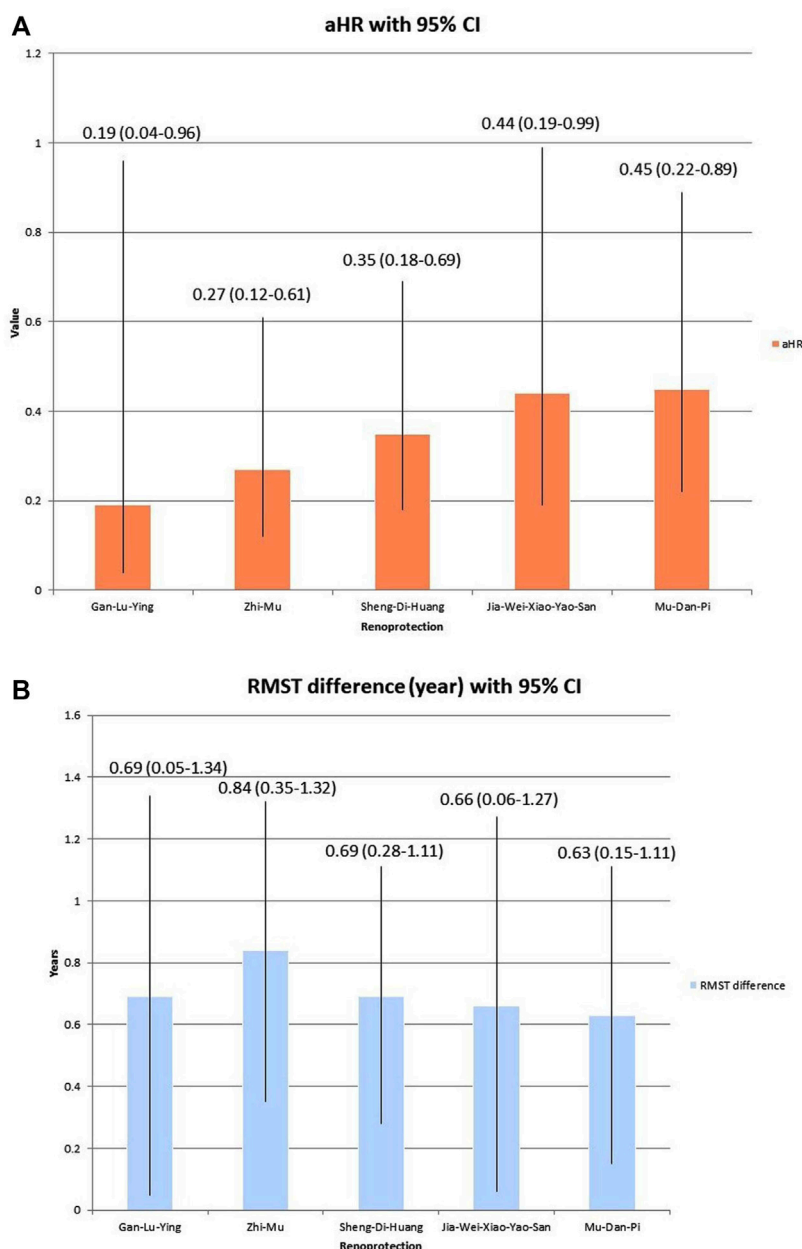 A
aHR with 95% CI
1.2
1
0.8
0.6
0.4
0.2
0
Value
0.19 (0.04-0.96)
0.27 (0.12-0.61)
0.35 (0.18-0.69)
0.44 (0.19-0.99)
0.45 (0.22-0.89)
aHR
Gan-Lu-Ying Zhi-Mu Sheng-Di-Huang Jia-Wei-Xiao-Yao-San Mu-Dan-Pi
Renoprotection
B
RMST difference (year) with 95% CI
1.6
1.4
1.2
1
0.8
0.6
0.4
0.2
0
Years
0.69 (0.05-1.34)
0.84 (0.35-1.32)
0.69 (0.28-1.11)
0.66 (0.06-1.27)
0.63 (0.15-1.11)
RMST difference
Gan-Lu-Ying Zhi-Mu Sheng-Di-Huang Jia-Wei-Xiao-Yao-San Mu-Dan-Pi
Renoprotection